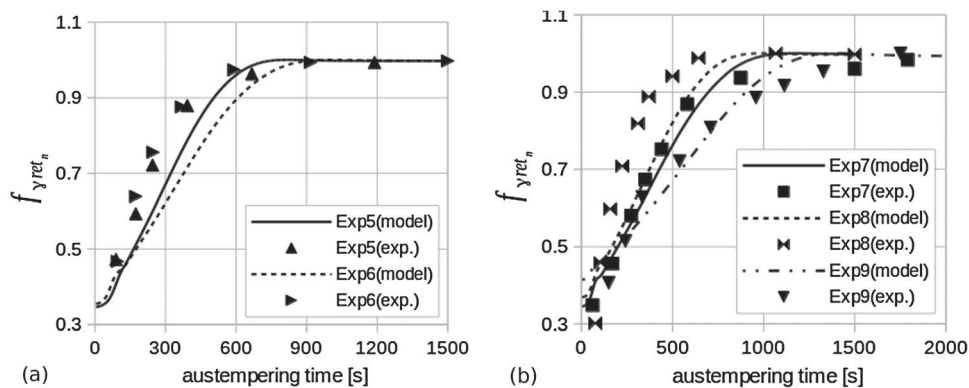 1.1
0.9
0.7
0.5
0.3
f γ ret n
Exp5(model)
Exp5(exp.)
Exp6(model)
Exp6(exp.)
0 300 600 900 1200 1500
austempering time [s]
(a)
1.1
0.9
0.7
0.5
0.3
f γ ret n
Exp7(model)
Exp7(exp.)
Exp8(model)
Exp8(exp.)
Exp9(model)
Exp9(exp.)
0 500 1000 1500 2000
austempering time [s]
(b)